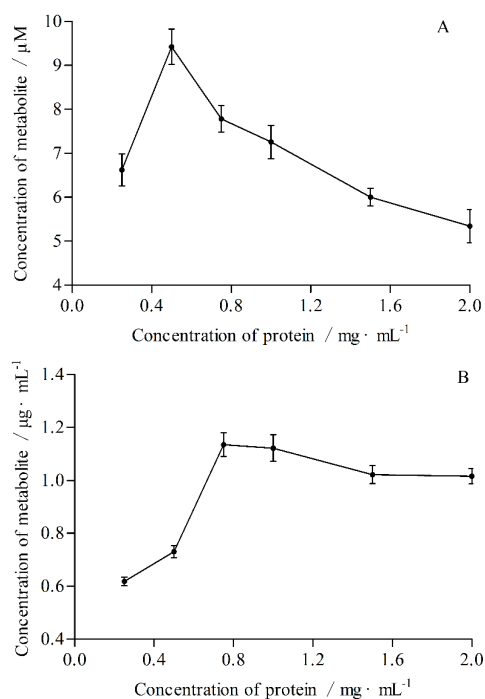 A
Concentration of metabolite / μM
10
9
8
7
6
5
4
0.0 0.4 0.8 1.2 1.6 2.0
Concentration of protein / mg· mL-1
B
Concentration of metabolite / μg· mL-1
1.4
1.2
1.0
0.8
0.6
0.4
0.0 0.4 0.8 1.2 1.6 2.0
Concentration of protein / mg· mL-1